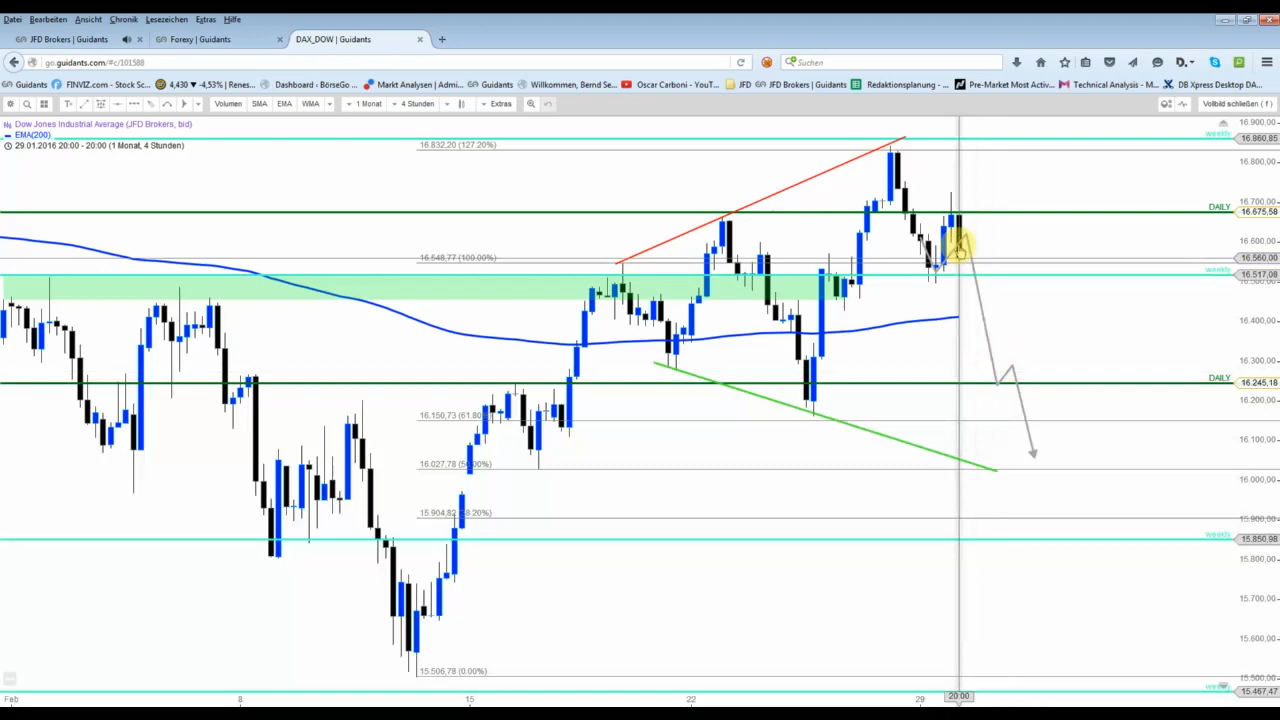 Datei Bearbeiten Ansicht Chronik Lesezeichen Extras Hilfe
JFD Brokers | Guidants Forexy | Guidants DAX_DOW | Guidants
go.guidants.com/#c/101588 Suchen
Guidants FINVIZ.com - Stock Sc... 4,430 ▾ -4,53% | Renes... Dashboard ‹ BörseGo ... Markt Analysen | Admi... Guidants Willkommen, Bernd Se... Oscar Carboni - YouT... JFD JFD Brokers | Guidants Redaktionsplanung - ... Pre-Market Most Activ... Technical Analysis - M... DB Xpress Desktop DA...
Volumen SMA EMA WMA 1 Monat 4 Stunden Extras Vollbild schließen ( f )
Dow Jones Industrial Average (JFD Brokers, bid)
EMA(200)
29.01.2016 20:00 - 20:00 (1 Monat, 4 Stunden)
16.900,00
weekly 16.860,85
16.832,20 (127.20%)
16.800,00
16.700,00
DAILY 16.675,58
16.600,00
16.548,77 (100.00%) 16.560,00
weekly 16.517,08
16.500,00
16.400,00
16.300,00
DAILY 16.245,18
16.200,00
16.150,73 (61.80%)
16.100,00
16.027,78 (50.00%)
16.000,00
15.904,82 (38.20%) 15.900,00
weekly 15.850,98
15.800,00
15.700,00
15.600,00
15.506,78 (0.00%) 15.500,00
weekly 15.467,47
Feb 8 15 22 29 20:00